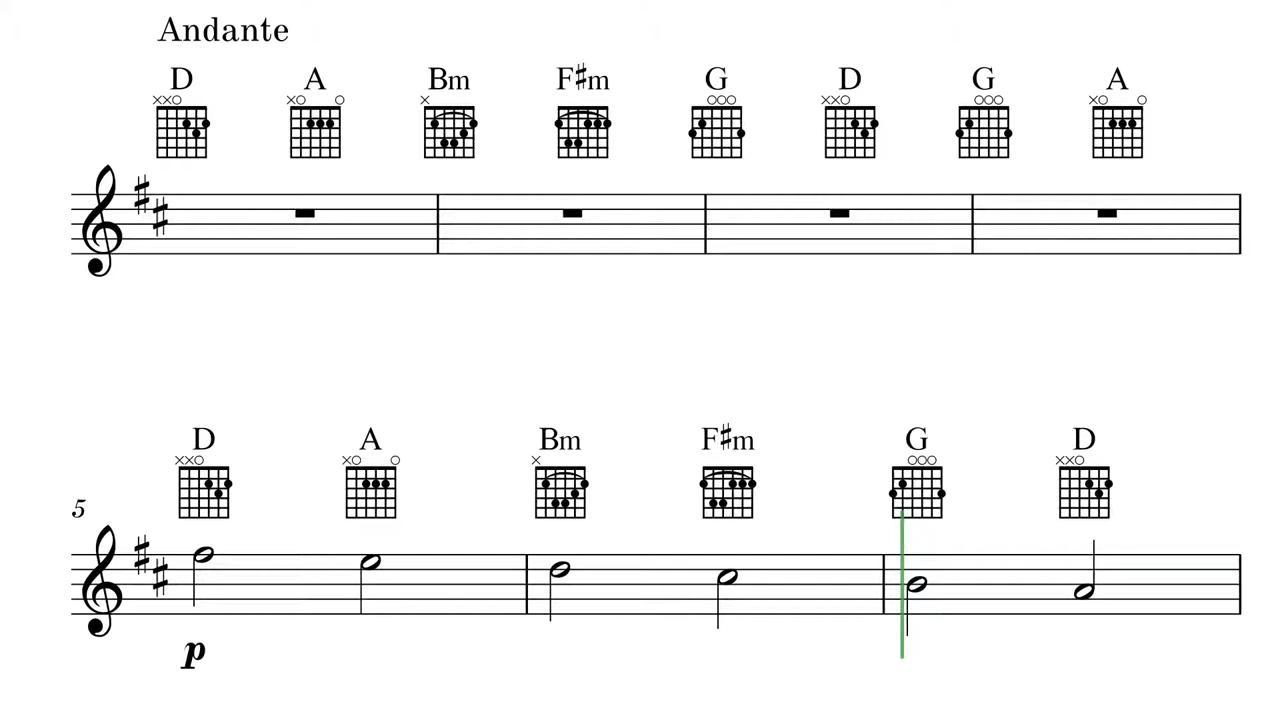 Andante
D A Bm F♯m G D G A
D A Bm F♯m G D
5
p